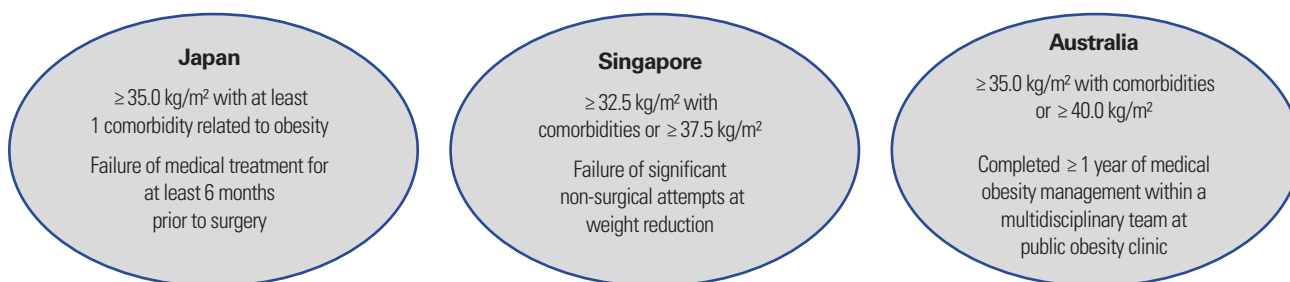 Japan
≥ 35.0 kg/m² with at least
1 comorbidity related to obesity
Failure of medical treatment for
at least 6 months
prior to surgery
Singapore
≥ 32.5 kg/m² with
comorbidities or ≥ 37.5 kg/m²
Failure of significant
non-surgical attempts at
weight reduction
Australia
≥ 35.0 kg/m² with comorbidities
or ≥ 40.0 kg/m²
Completed ≥ 1 year of medical
obesity management within a
multidisciplinary team at
public obesity clinic